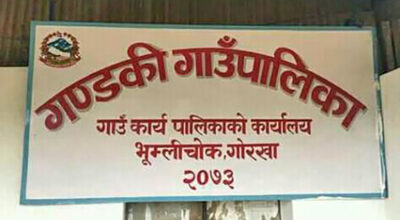 गण्डकी गाउँपालिका
गाउँ कार्य पालिकाको कार्यालय
भूम्लीचोक,गोरखा
२०७३